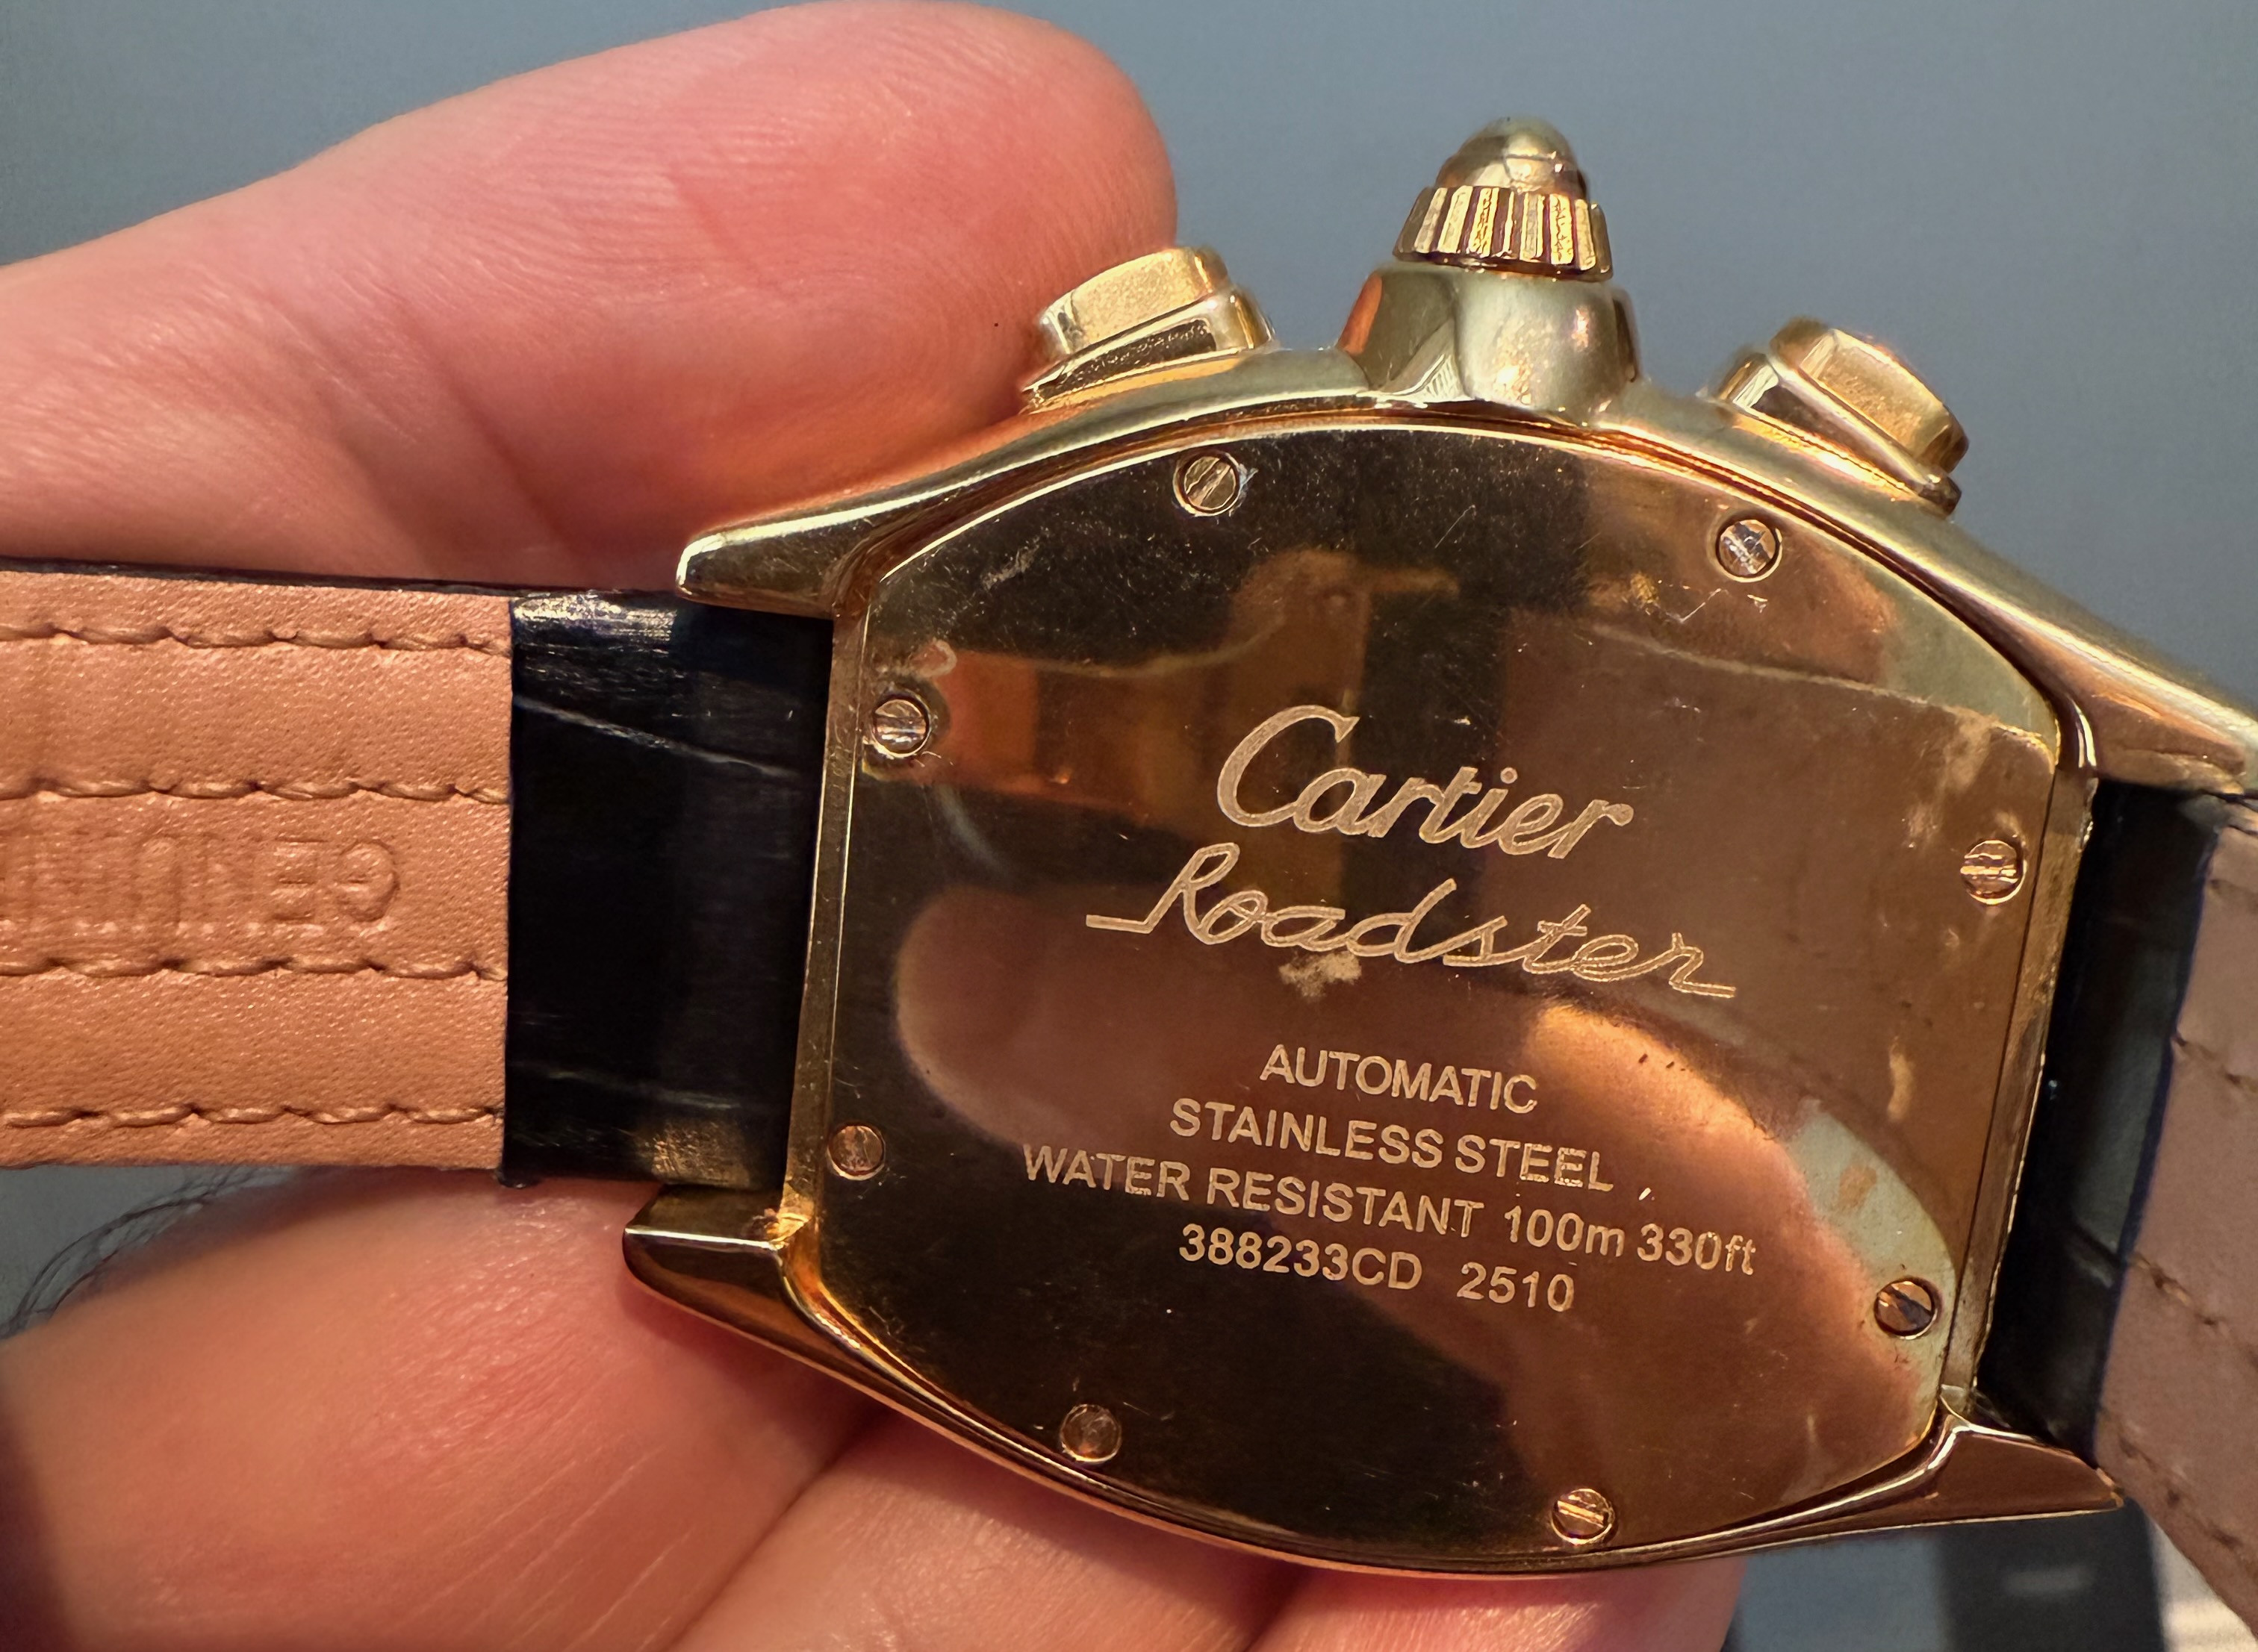 Cartier
Roadster
AUTOMATIC
STAINLESS STEEL
WATER RESISTANT 100m 330ft
388233CD 2510